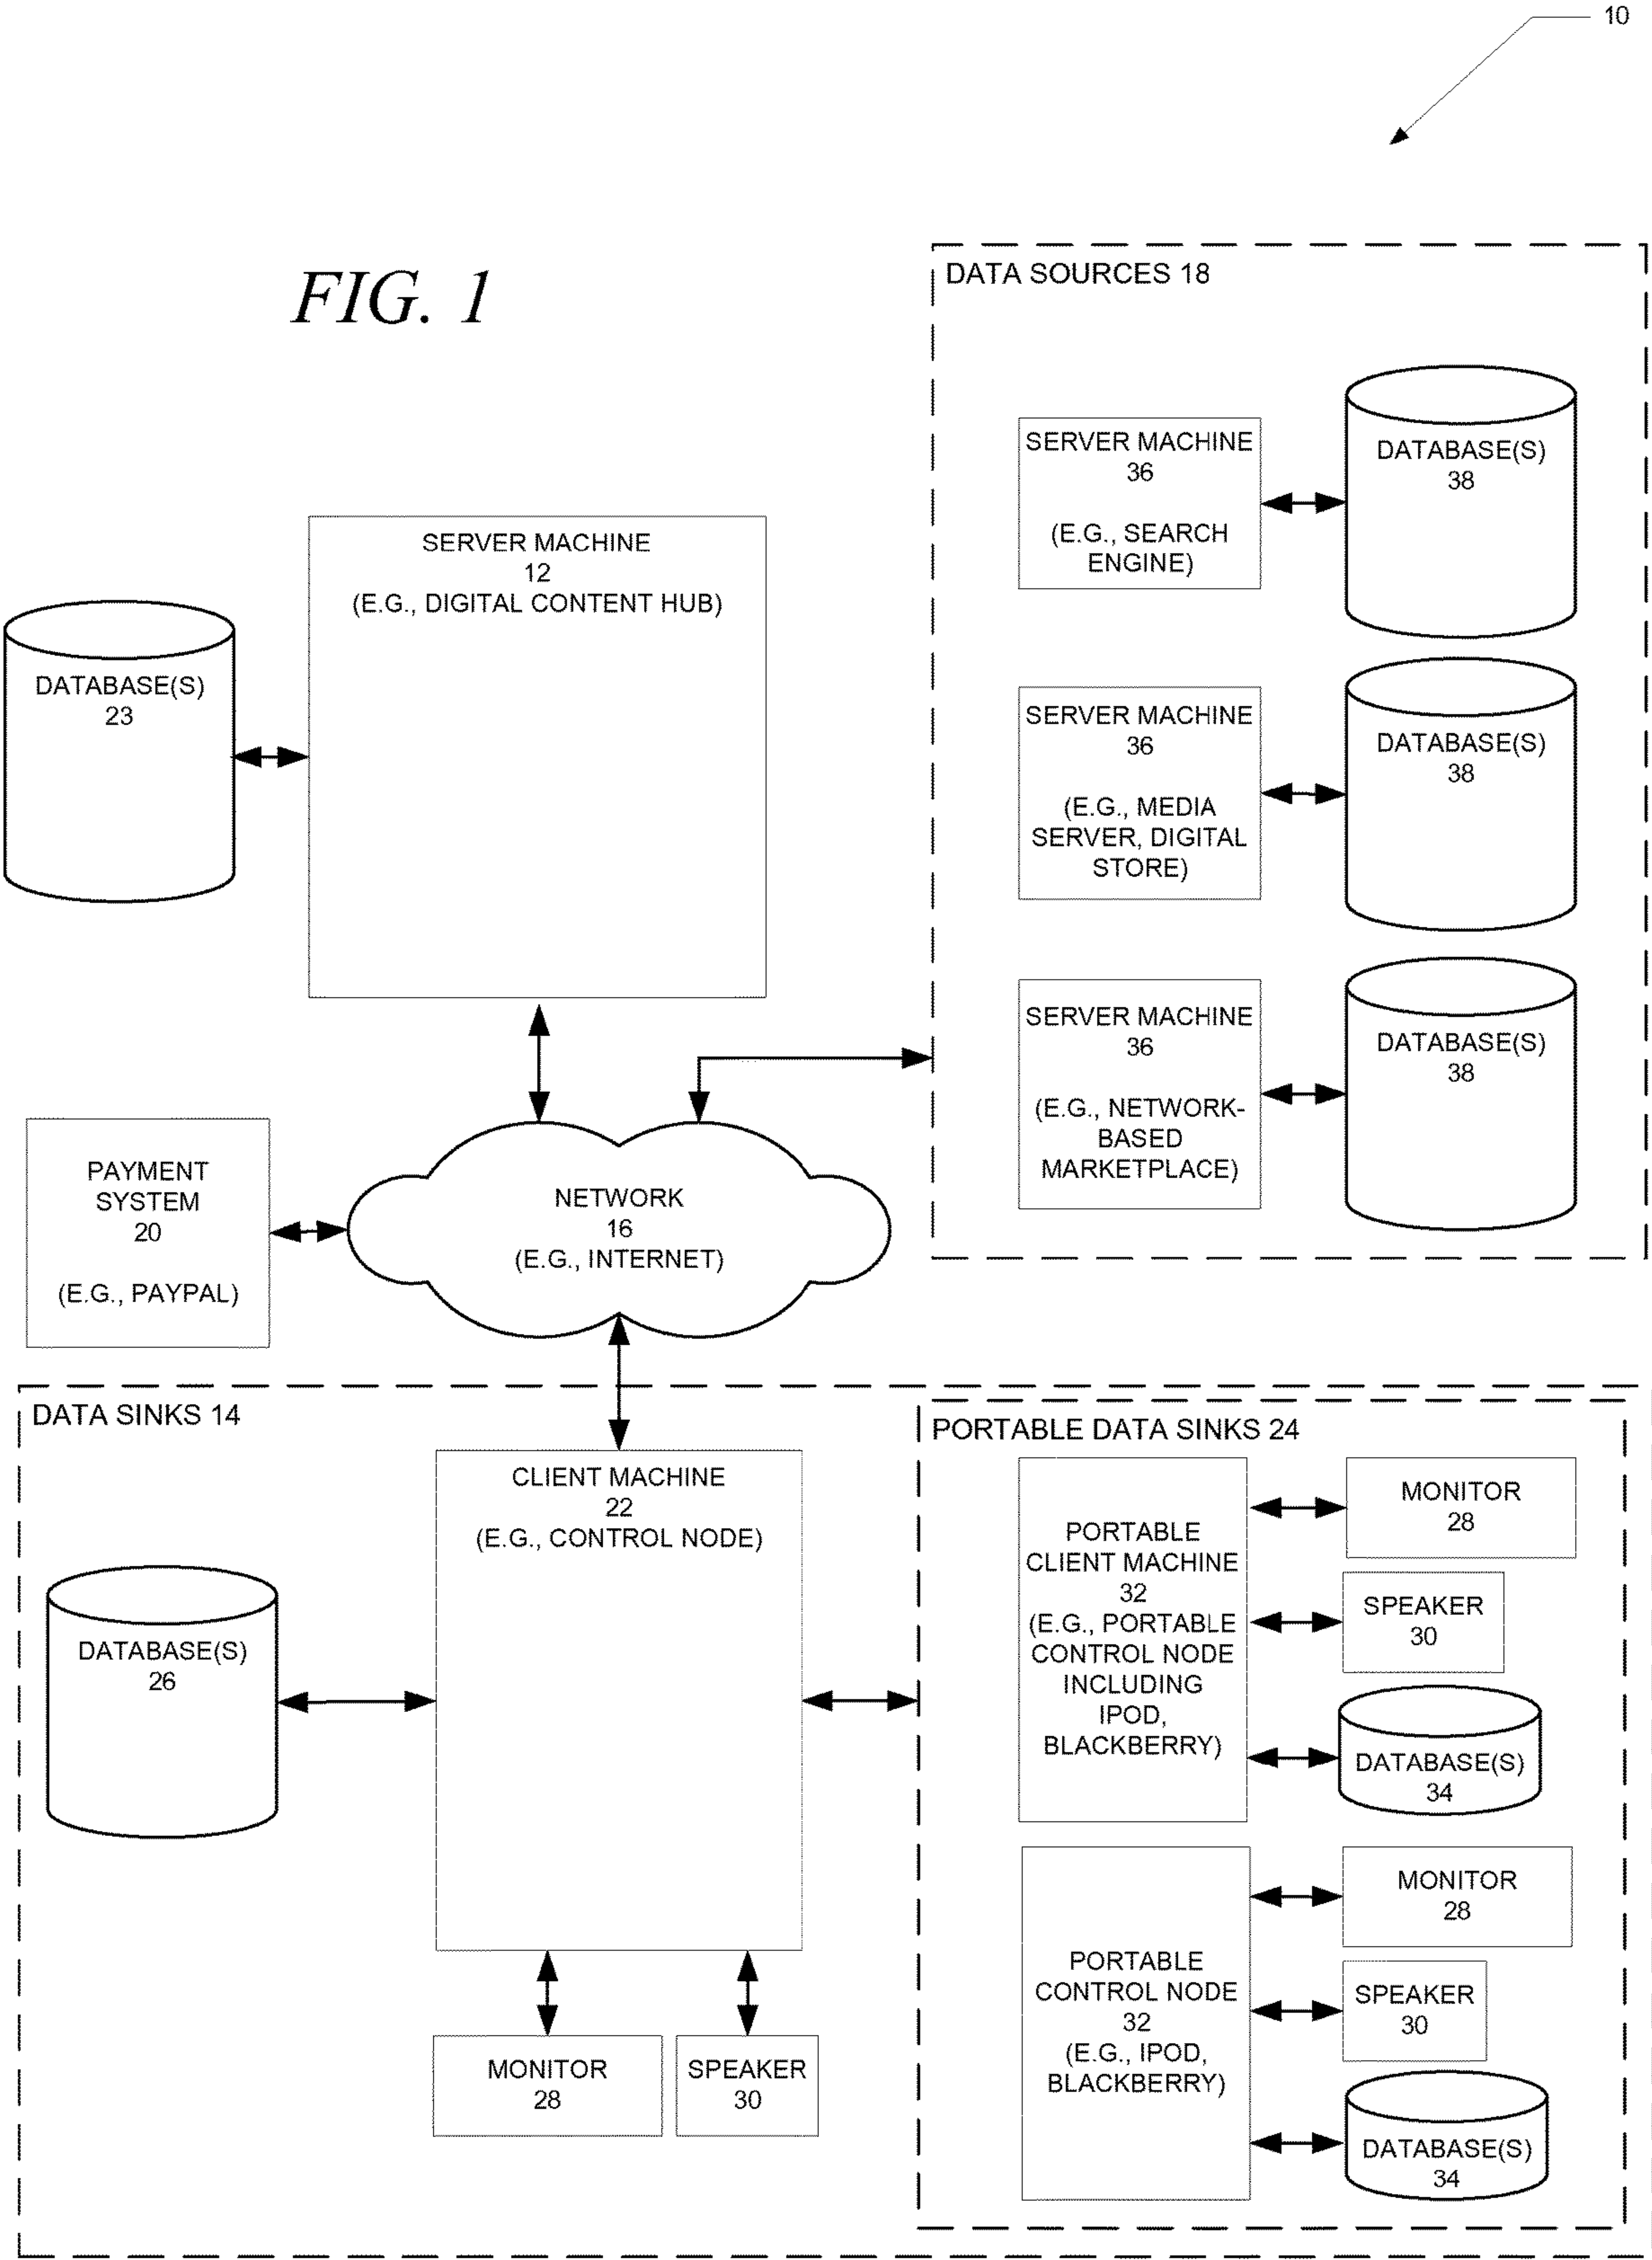 10
FIG. 1
DATA SOURCES 18
SERVER MACHINE
36
(E.G., SEARCH
ENGINE)
DATABASE(S)
38
SERVER MACHINE
36
(E.G., MEDIA
SERVER, DIGITAL
STORE)
DATABASE(S)
38
SERVER MACHINE
36
(E.G., NETWORK-
BASED
MARKETPLACE)
DATABASE(S)
38
SERVER MACHINE
12
(E.G., DIGITAL CONTENT HUB)
DATABASE(S)
23
PAYMENT
SYSTEM
20
(E.G., PAYPAL)
NETWORK
16
(E.G., INTERNET)
DATA SINKS 14
CLIENT MACHINE
22
(E.G., CONTROL NODE)
DATABASE(S)
26
MONITOR
28
SPEAKER
30
PORTABLE DATA SINKS 24
PORTABLE
CLIENT MACHINE
32
(E.G., PORTABLE
CONTROL NODE
INCLUDING
IPOD,
BLACKBERRY)
MONITOR
28
SPEAKER
30
DATABASE(S)
34
PORTABLE
CONTROL NODE
32
(E.G., IPOD,
BLACKBERRY)
MONITOR
28
SPEAKER
30
DATABASE(S)
34